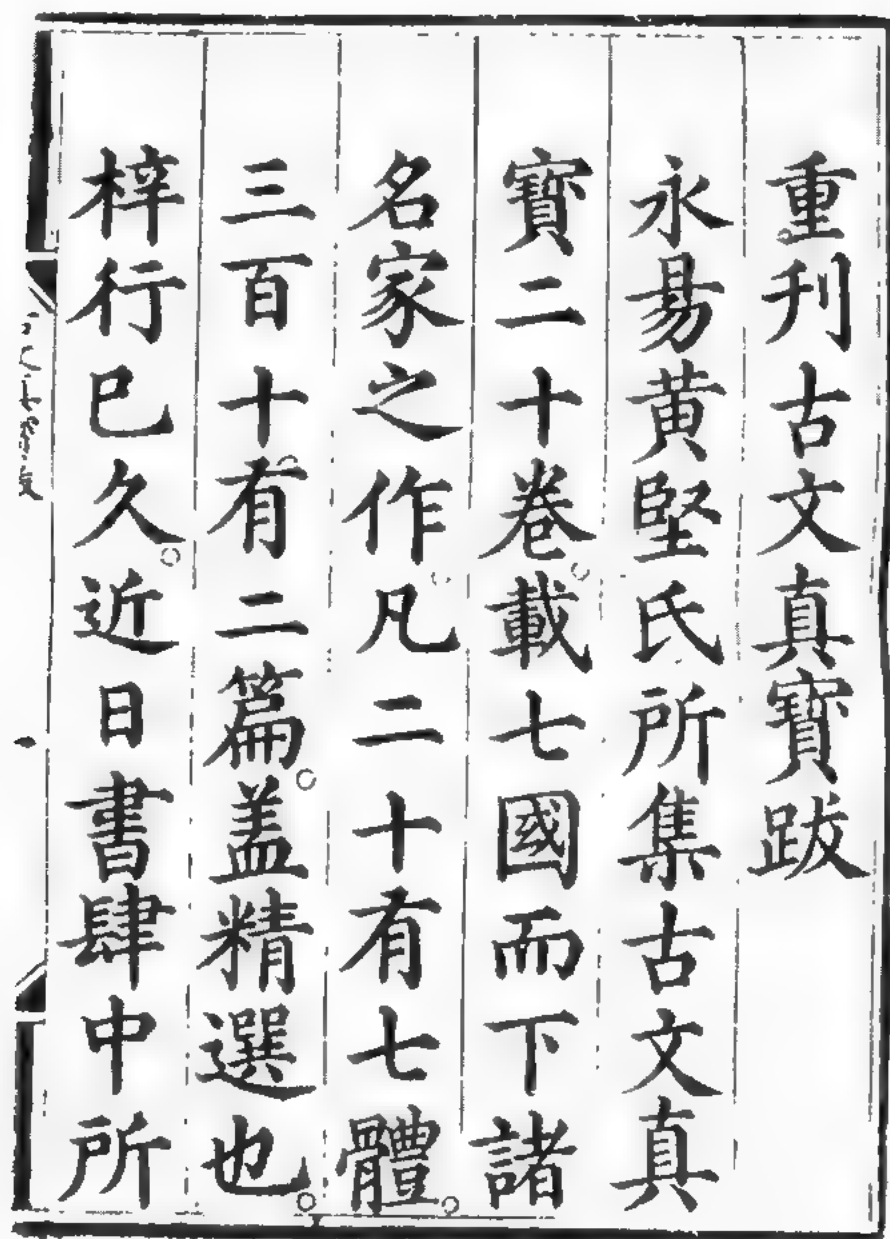 重刊古文真寳跋
永昜黄堅氏所集古文真
寳二十卷載七國而下諸
名家之作凡二十有七體
三百十有二篇盖精選也
梓行已久近日書肆中所